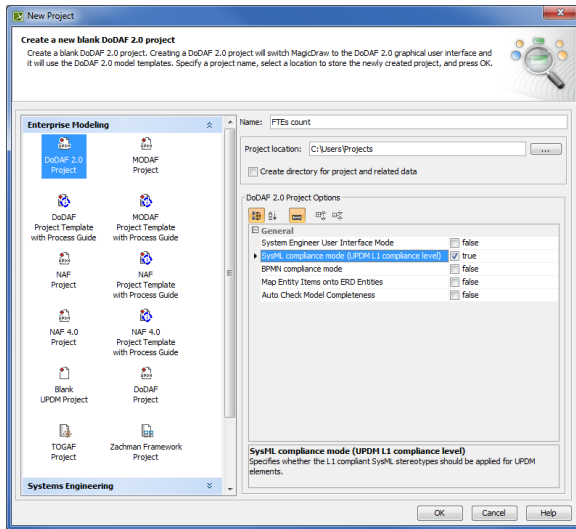 New Project
Create a new blank DoDAF 2.0 project
Create a blank DoDAF 2.0 project. Creating a DoDAF 2.0 project will switch MagicDraw to the DoDAF 2.0 graphical user interface and
it will use the DoDAF 2.0 model templates. Specify a project name, select a location to store the newly created project, and press OK.
Enterprise Modeling
DoDAF 2.0
Project
MODAF
Project
DoDAF
Project Template
with Process Guide
MODAF
Project Template
with Process Guide
NAF
Project
NAF
Project Template
with Process Guide
NAF 4.0
Project
NAF 4.0
Project Template
with Process Guide
Blank
UPDM Project
DoDAF
Project
TOGAF
Project
Zachman Framework
Project
Systems Engineering
Name: FTEs count
Project location: C:\Users\Projects ...
Create directory for project and related data
DoDAF 2.0 Project Options
General
System Engineer User Interface Mode false
SysML compliance mode (UPDM L1 compliance level) true
BPMN compliance mode false
Map Entity Items onto ERD Entities false
Auto Check Model Completeness false
SysML compliance mode (UPDM L1 compliance level)
Specifies whether the L1 compliant SysML stereotypes should be applied for UPDM
elements.
OK Cancel Help